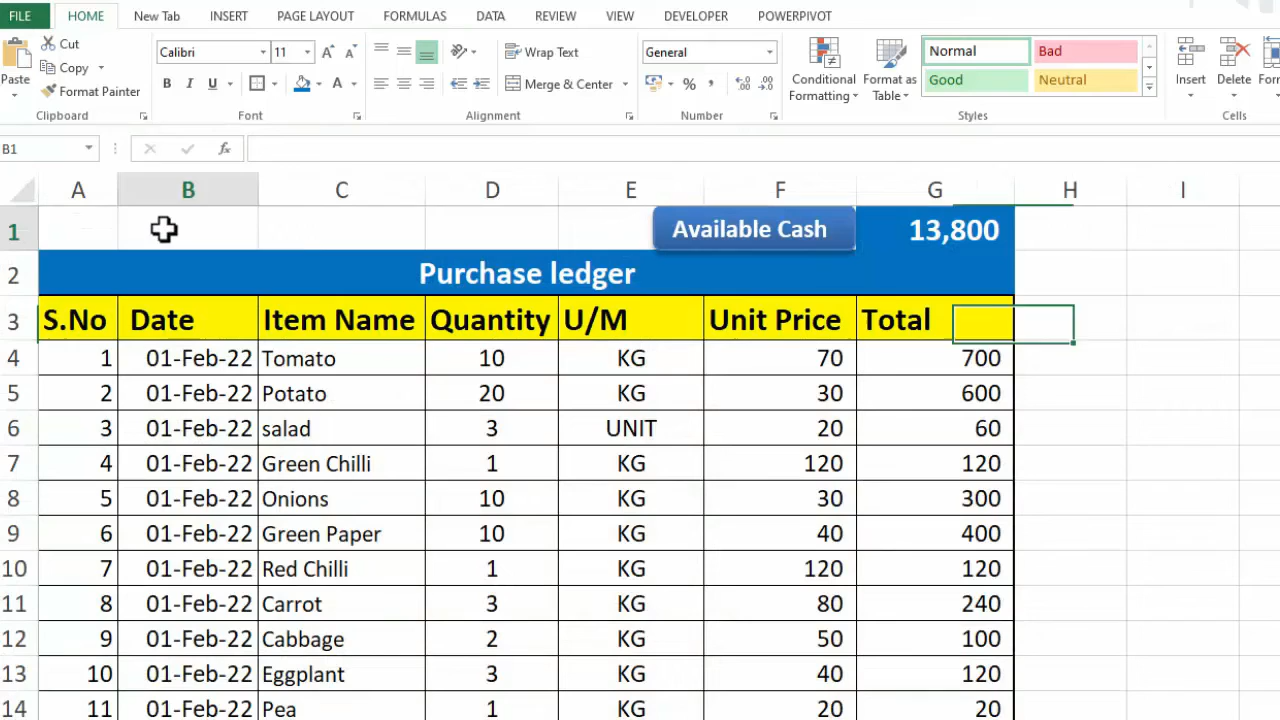 FILE HOME New Tab INSERT PAGE LAYOUT FORMULAS DATA REVIEW VIEW DEVELOPER POWERPIVOT
Paste
Cut
Copy
Format Painter
Clipboard
Calibri 11
B I U
Font
Wrap Text
Merge & Center
Alignment
General
%
Number
Conditional Formatting
Format as Table
Normal Bad
Good Neutral
Styles
Insert Delete
Cells
B1 fx
A B C D E F G H I
1 Available Cash 13,800
2 Purchase ledger
3 S.No Date Item Name Quantity U/M Unit Price Total
4 1 01-Feb-22 Tomato 10 KG 70 700
5 2 01-Feb-22 Potato 20 KG 30 600
6 3 01-Feb-22 salad 3 UNIT 20 60
7 4 01-Feb-22 Green Chilli 1 KG 120 120
8 5 01-Feb-22 Onions 10 KG 30 300
9 6 01-Feb-22 Green Paper 10 KG 40 400
10 7 01-Feb-22 Red Chilli 1 KG 120 120
11 8 01-Feb-22 Carrot 3 KG 80 240
12 9 01-Feb-22 Cabbage 2 KG 50 100
13 10 01-Feb-22 Eggplant 3 KG 40 120
14 11 01-Feb-22 Pea 1 KG 20 20